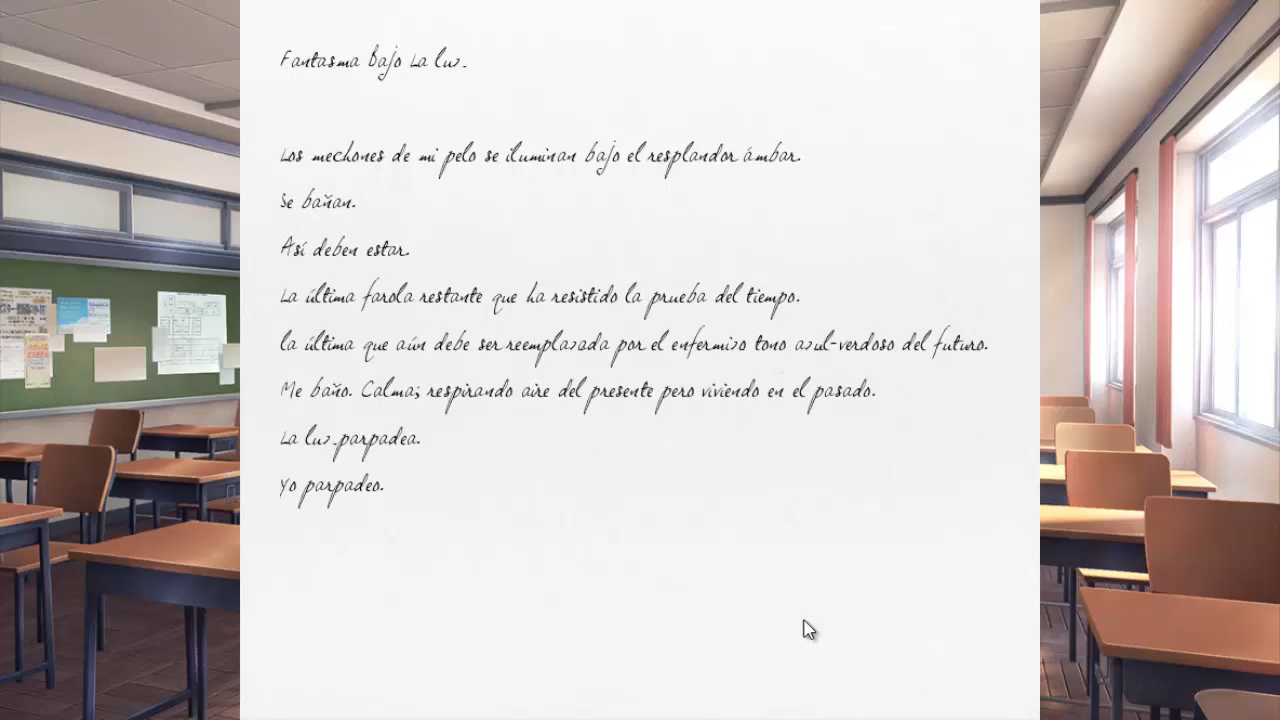 Fantasma bajo La luz.
Los mechones de mi pelo se iluminan bajo el resplandor ámbar.
Se bañan.
Así deben estar.
La última farola restante que ha resistido la prueba del tiempo.
la última que aún debe ser reemplazada por el enfermizo tono azul-verdoso del futuro.
Me baño. Calma; respirando aire del presente pero viviendo en el pasado.
La luz parpadea.
Yo parpadeo.